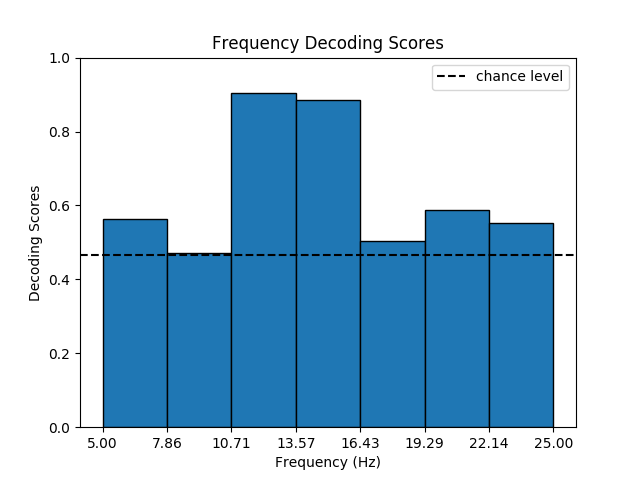 Frequency Decoding Scores
chance level
1.0
0.8
0.6
0.4
0.2
0.0
Decoding Scores
5.00 7.86 10.71 13.57 16.43 19.29 22.14 25.00
Frequency (Hz)